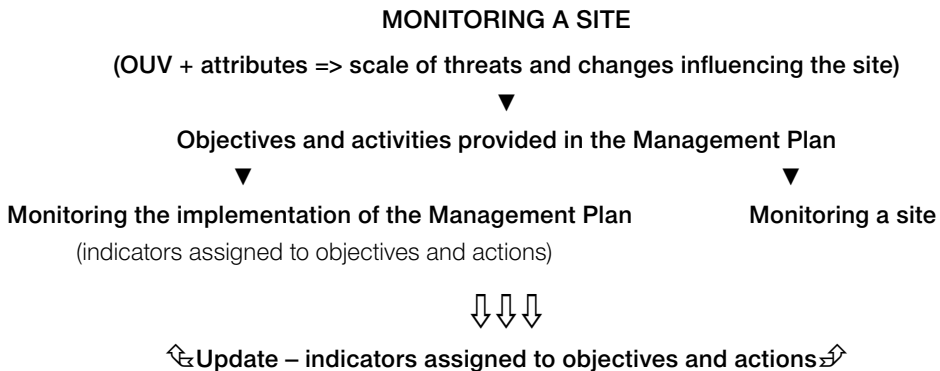 MONITORING A SITE
(OUV + attributes => scale of threats and changes influencing the site)
Objectives and activities provided in the Management Plan
Monitoring the implementation of the Management Plan
Monitoring a site
(indicators assigned to objectives and actions)
Update – indicators assigned to objectives and actions